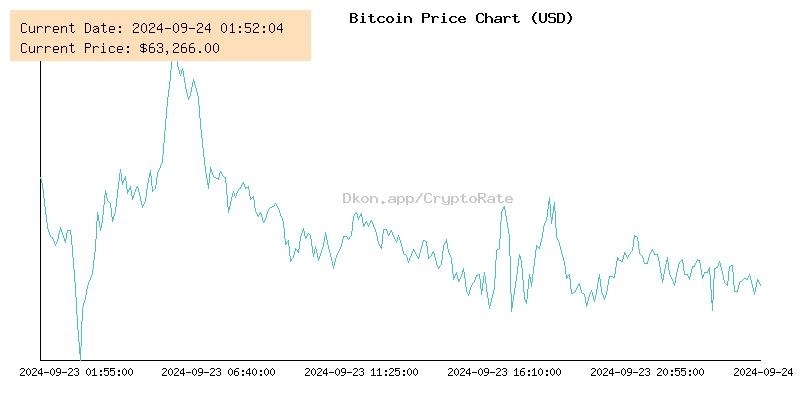 Bitcoin Price Chart (USD)
Current Date: 2024-09-24 01:52:04
Current Price: $63,266.00
Dkon.app/CryptoRate
2024-09-23 01:55:00 2024-09-23 06:40:00 2024-09-23 11:25:00 2024-09-23 16:10:00 2024-09-23 20:55:00 2024-09-24